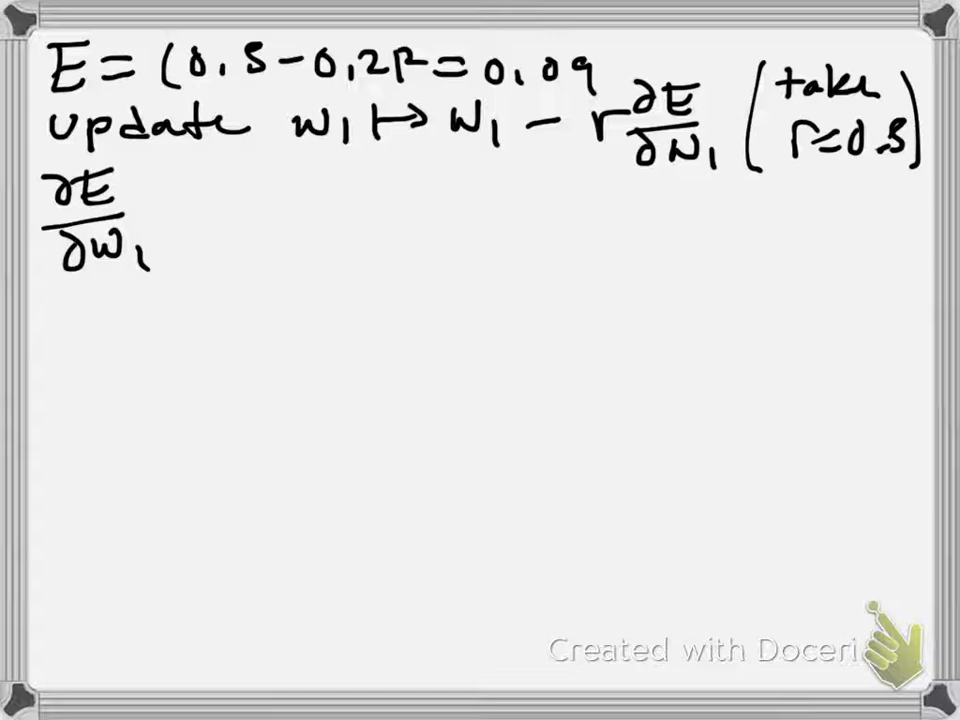 E = (0.5 - 0.2)² = 0.09
update w₁ ↦ w₁ - r ∂E/∂w₁ (take r=0.5)
∂E/∂w₁
Created with Doceri